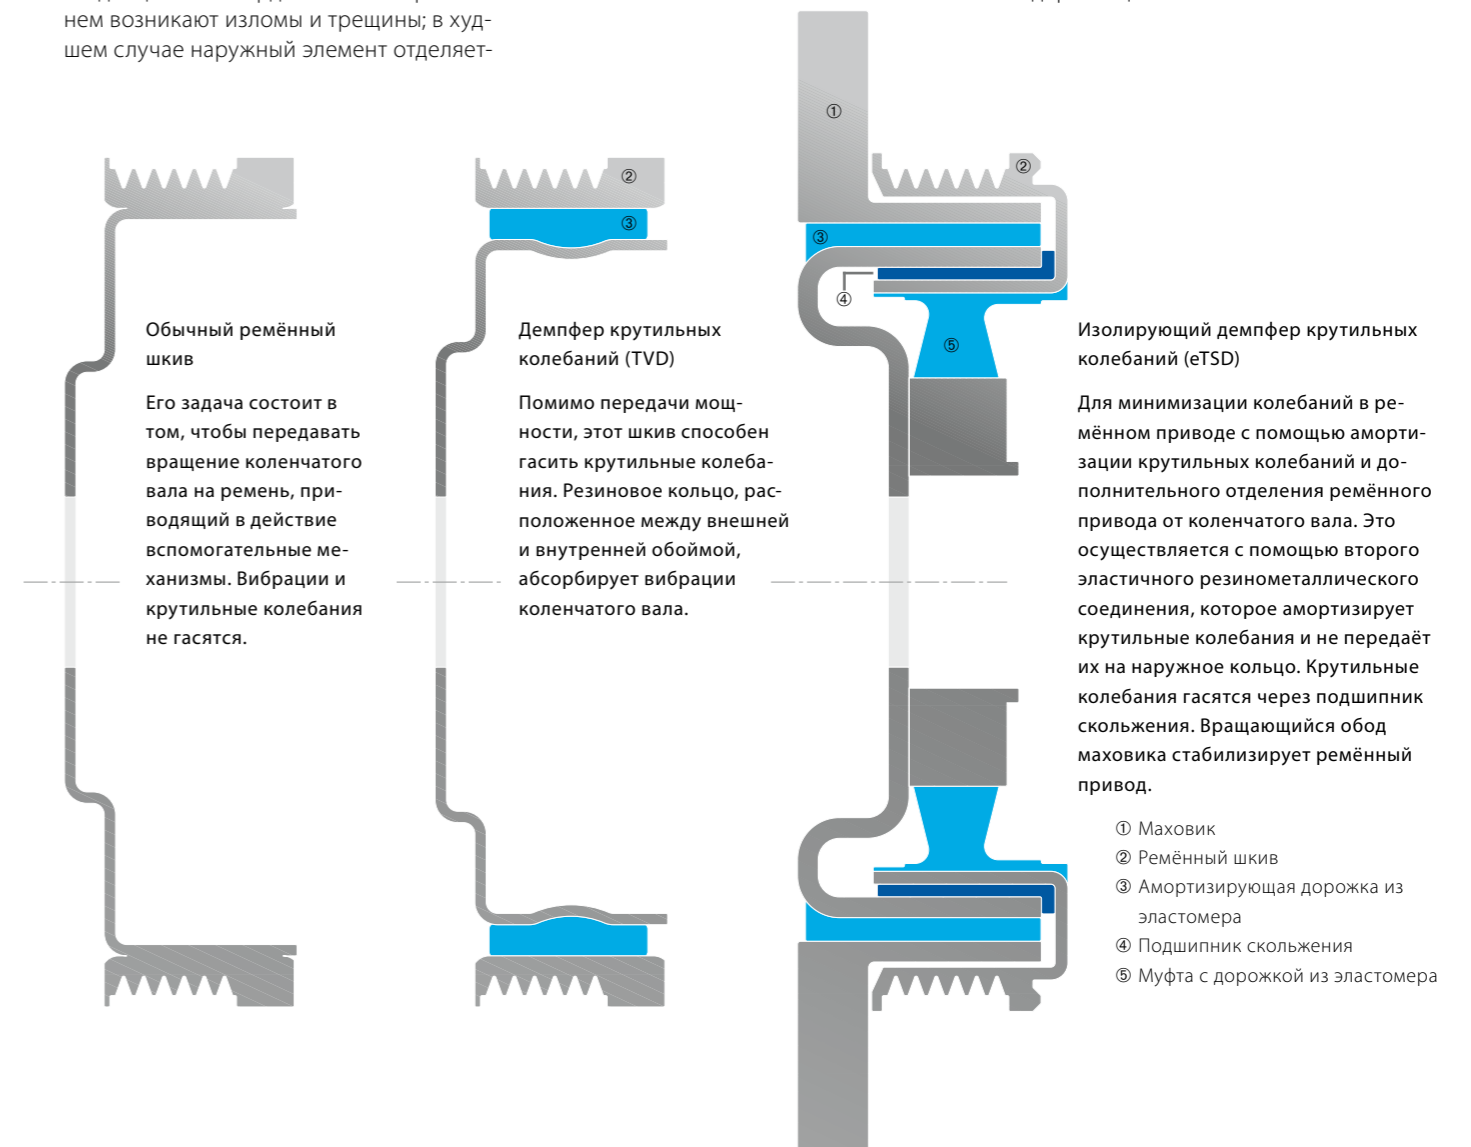 нем возникают изломы и трещины; в худ-
шем случае наружный элемент отделяет-
①
②
②
③
③
④
⑤
Обычный ремённый
шкив
Его задача состоит в
том, чтобы передавать
вращение коленчатого
вала на ремень, при-
водящий в действие
вспомогательные ме-
ханизмы. Вибрации и
крутильные колебания
не гасятся.
Демпфер крутильных
колебаний (TVD)
Помимо передачи мощ-
ности, этот шкив способен
гасить крутильные колеба-
ния. Резиновое кольцо, рас-
положенное между внешней
и внутренней обоймой,
абсорбирует вибрации
коленчатого вала.
Изолирующий демпфер крутильных
колебаний (eTSD)
Для минимизации колебаний в ре-
мённом приводе с помощью аморти-
зации крутильных колебаний и до-
полнительного отделения ремённого
привода от коленчатого вала. Это
осуществляется с помощью второго
эластичного резинометаллического
соединения, которое амортизирует
крутильные колебания и не передаёт
их на наружное кольцо. Крутильные
колебания гасятся через подшипник
скольжения. Вращающийся обод
маховика стабилизирует ремённый
привод.
① Маховик
② Ремённый шкив
③ Амортизирующая дорожка из
эластомера
④ Подшипник скольжения
⑤ Муфта с дорожкой из эластомера